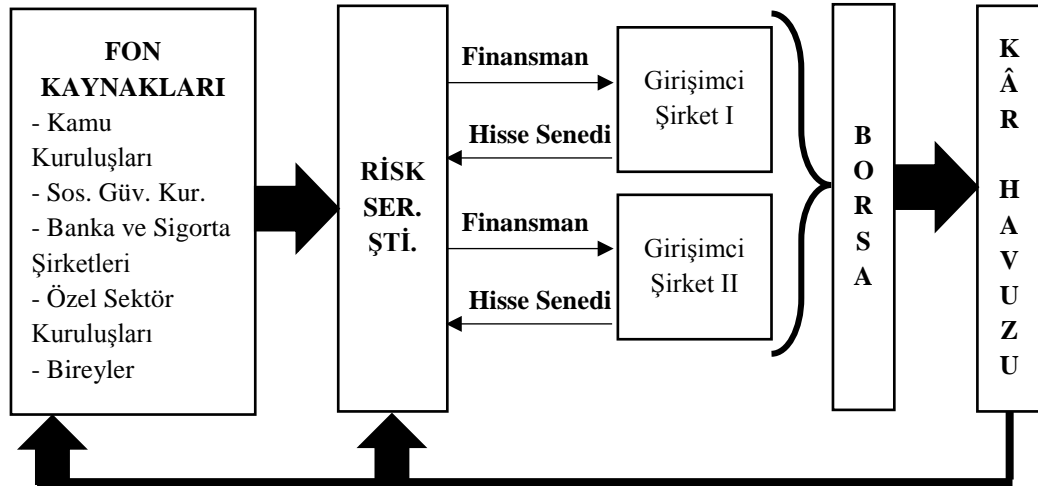 FON
KAYNAKLARI
- Kamu
Kuruluşları
- Sos. Güv. Kur.
- Banka ve Sigorta
Şirketleri
- Özel Sektör
Kuruluşları
- Bireyler
RİSK
SER.
ŞTİ.
Finansman
Hisse Senedi
Finansman
Hisse Senedi
Girişimci
Şirket I
Girişimci
Şirket II
B
O
R
S
A
K
Â
R
H
A
V
U
Z
U